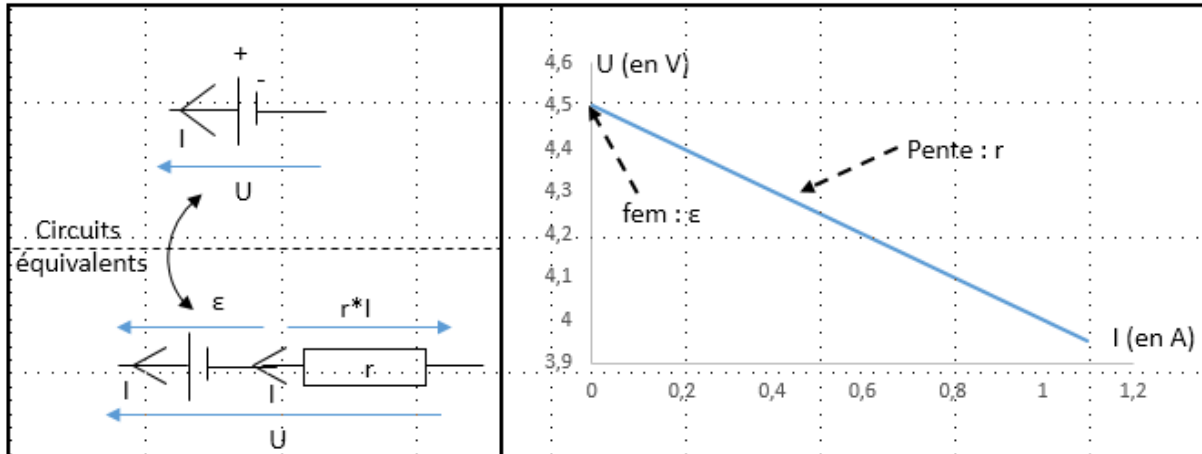 +
-
I
U
Circuits
équivalents
ε
r*I
I
I
r
U
U (en V)
4,6
4,5
4,4
4,3
4,2
4,1
4
3,9
Pente : r
fem : ε
I (en A)
0 0,2 0,4 0,6 0,8 1 1,2